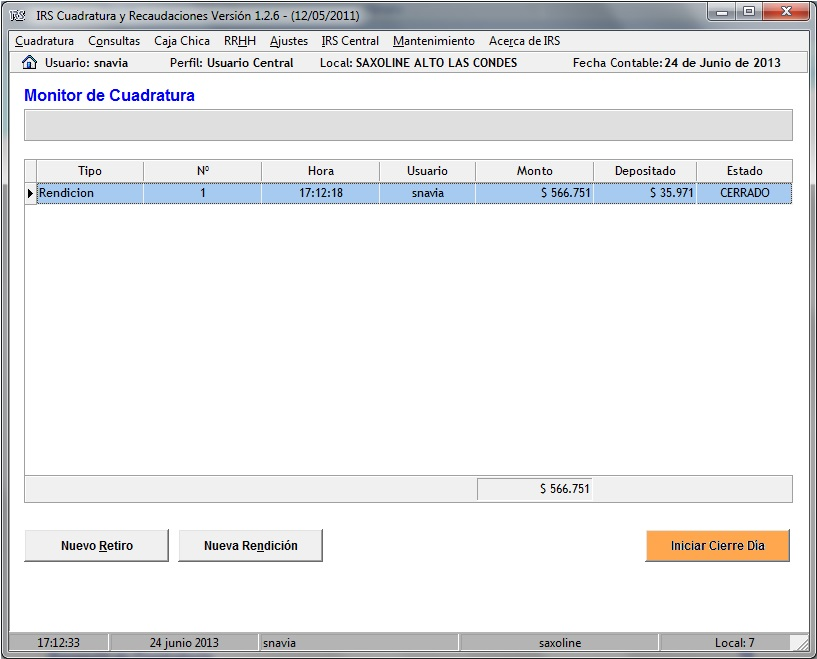 IRS IRS Cuadratura y Recaudaciones Versión 1.2.6 - (12/05/2011)
Cuadratura Consultas Caja Chica RRHH Ajustes IRS Central Mantenimiento Acerca de IRS
Usuario: snavia Perfil: Usuario Central Local: SAXOLINE ALTO LAS CONDES Fecha Contable: 24 de Junio de 2013
Monitor de Cuadratura
Tipo Nº Hora Usuario Monto Depositado Estado
Rendicion 1 17:12:18 snavia $ 566.751 $ 35.971 CERRADO
$ 566.751
Nuevo Retiro Nueva Rendición Iniciar Cierre Día
17:12:33 24 junio 2013 snavia saxoline Local: 7